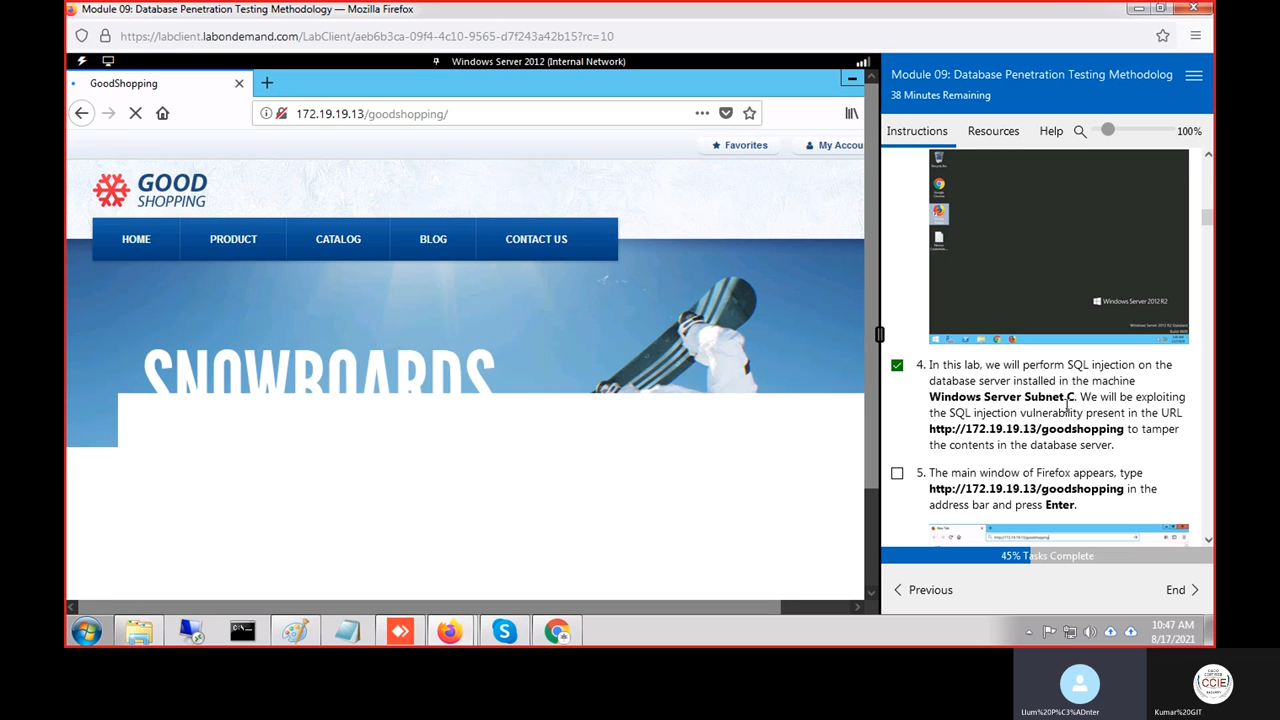 Module 09: Database Penetration Testing Methodology — Mozilla Firefox
https://labclient.labondemand.com/LabClient/aeb6b3ca-09f4-4c10-9565-d7f243a42b15?rc=10
Windows Server 2012 (Internal Network)
GoodShopping
172.19.19.13/goodshopping/
Favorites
My Accou
GOOD
SHOPPING
HOME
PRODUCT
CATALOG
BLOG
CONTACT US
SNOWBOARDS
Module 09: Database Penetration Testing Methodolog
38 Minutes Remaining
Instructions
Resources
Help
100%
Windows Server 2012 R2
4. In this lab, we will perform SQL injection on the
database server installed in the machine
Windows Server Subnet C. We will be exploiting
the SQL injection vulnerability present in the URL
http://172.19.19.13/goodshopping to tamper
the contents in the database server.
5. The main window of Firefox appears, type
http://172.19.19.13/goodshopping in the
address bar and press Enter.
45% Tasks Complete
Previous
End
10:47 AM
8/17/2021
Llum%20P%C3%ADnter
Kumar%20GIT
CCIE